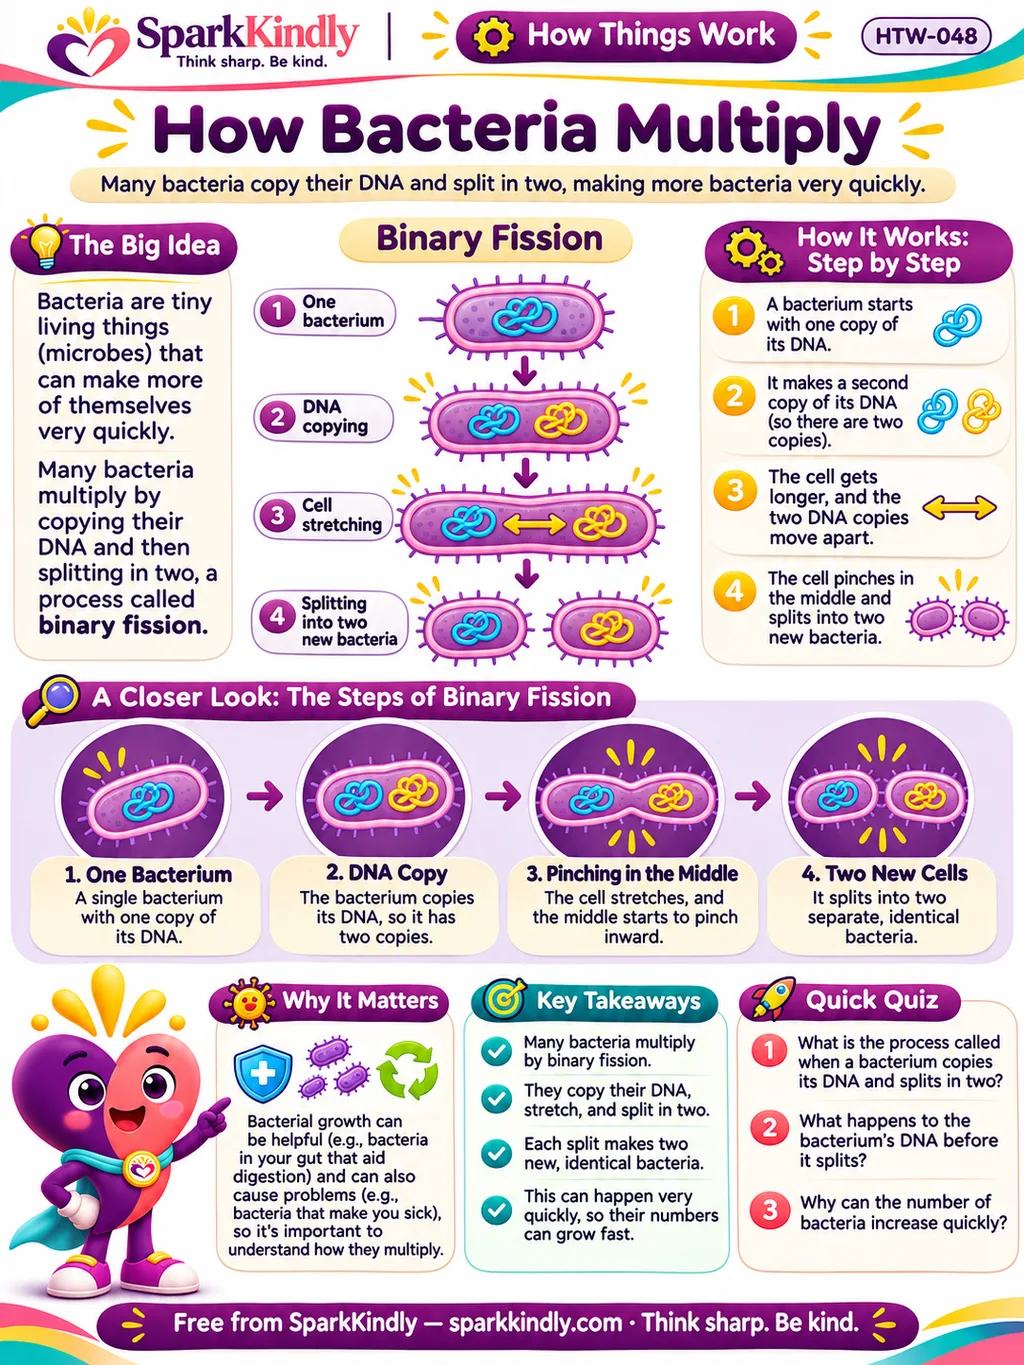 SparkKindly
Think sharp. Be kind.
How Things Work
HTW-048
How Bacteria Multiply
Many bacteria copy their DNA and split in two, making more bacteria very quickly.
The Big Idea
Bacteria are tiny
living things
(microbes) that
can make more
of themselves
very quickly.
Many bacteria
multiply by
copying their
DNA and then
splitting in two, a
process called
binary fission.
Binary Fission
1 One
bacterium
2 DNA
copying
3 Cell
stretching
4 Splitting
into two
new bacteria
How It Works:
Step by Step
1 A bacterium starts
with one copy of
its DNA.
2 It makes a second
copy of its DNA
(so there are two
copies).
3 The cell gets
longer, and the
two DNA copies
move apart.
4 The cell pinches in
the middle and
splits into two
new bacteria.
A Closer Look: The Steps of Binary Fission
1. One Bacterium
A single bacterium
with one copy of
its DNA.
2. DNA Copy
The bacterium copies
its DNA, so it has
two copies.
3. Pinching in the Middle
The cell stretches, and
the middle starts to pinch
inward.
4. Two New Cells
It splits into two
separate, identical
bacteria.
Why It Matters
Bacterial growth can
be helpful (e.g., bacteria
in your gut that aid
digestion) and can also
cause problems (e.g.,
bacteria that make you sick),
so it's important to
understand how they multiply.
Key Takeaways
Many bacteria multiply
by binary fission.
They copy their DNA,
stretch, and split in two.
Each split makes two
new, identical bacteria.
This can happen very
quickly, so their numbers
can grow fast.
Quick Quiz
1 What is the process called
when a bacterium copies
its DNA and splits in two?
2 What happens to the
bacterium's DNA before
it splits?
3 Why can the number of
bacteria increase quickly?
Free from SparkKindly — sparkkindly.com · Think sharp. Be kind.